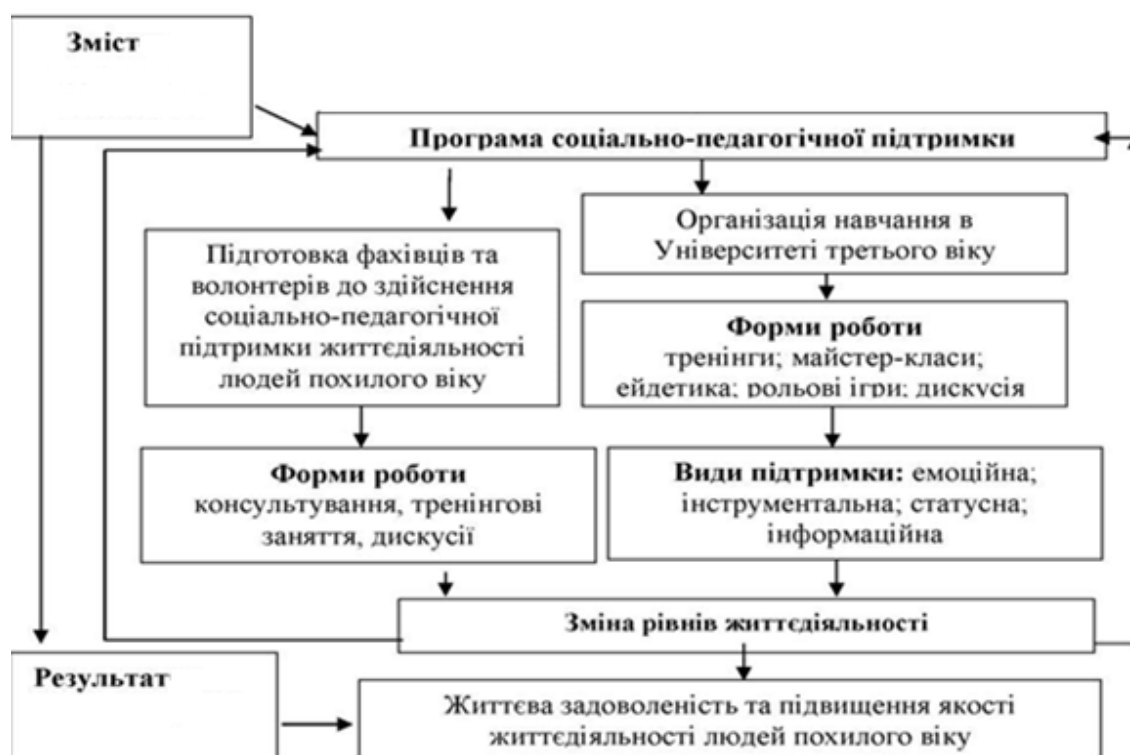 Зміст
Програма соціально-педагогічної підтримки
Підготовка фахівців та
волонтерів до здійснення
соціально-педагогічної
підтримки життєдіяльності
людей похилого віку
Форми роботи
консультування, тренінгові
заняття, дискусії
Організація навчання в
Університеті третього віку
Форми роботи
тренінги; майстер-класи;
ейдетика; рольові ігри; дискусія
Види підтримки: емоційна;
інструментальна; статусна;
інформаційна
Зміна рівнів життєдіяльності
Результат
Життєва задоволеність та підвищення якості
життєдіяльності людей похилого віку